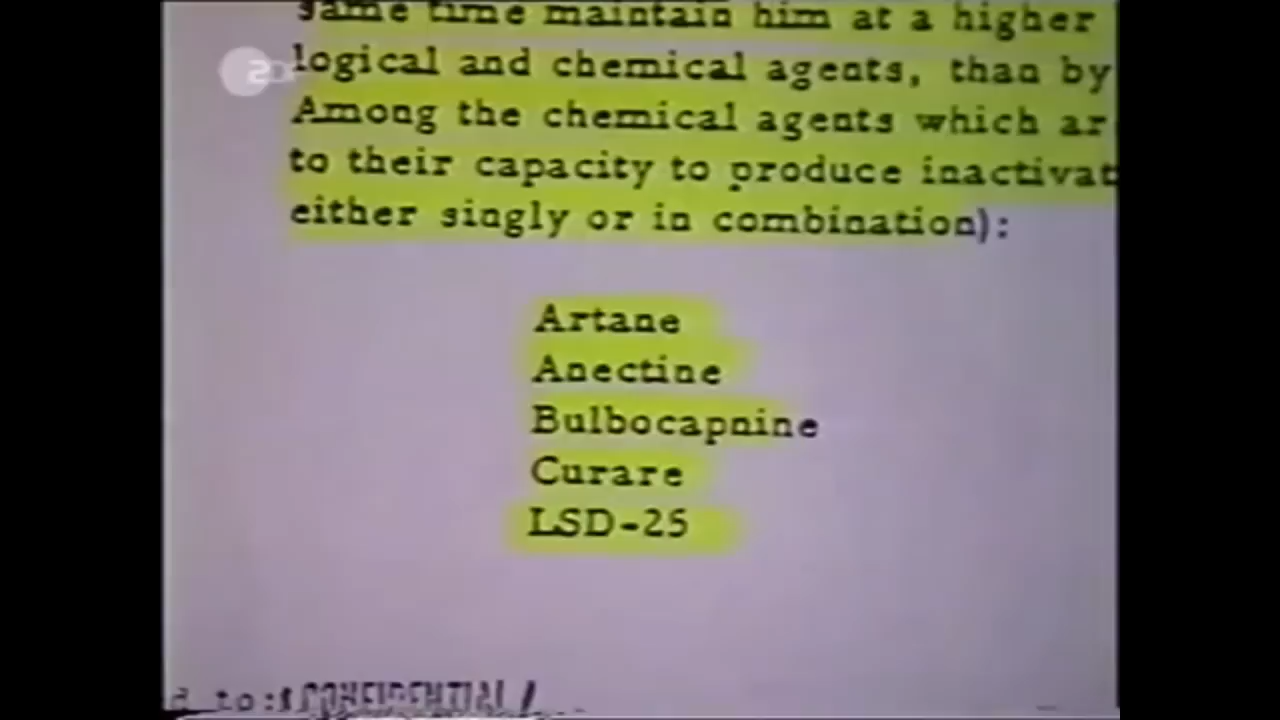 same time maintain him at a higher
logical and chemical agents, than by
Among the chemical agents which ar
to their capacity to produce inactivat
either singly or in combination):
Artane
Anectine
Bulbocapnine
Curare
LSD-25
d to: CONFIDENTIAL